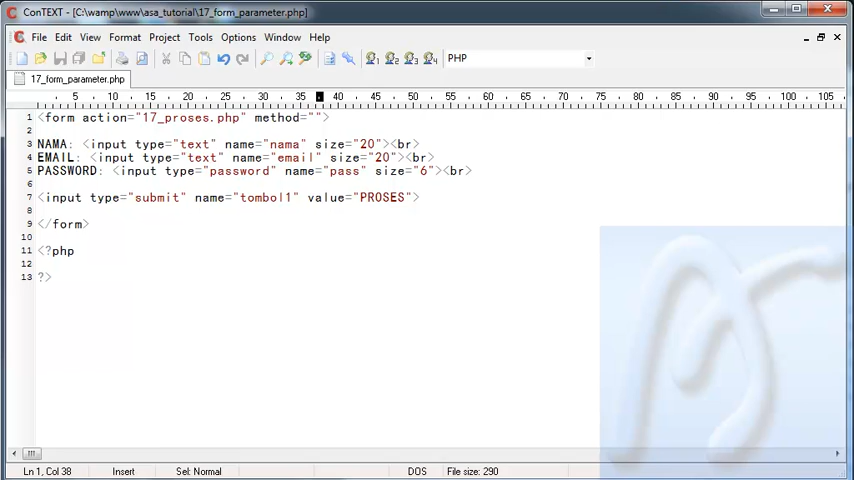 ConTEXT - [C:\wamp\www\asa_tutorial\17_form_parameter.php]
File Edit View Format Project Tools Options Window Help
1 2 3 4 PHP
17_form_parameter.php
5 10 15 20 25 30 35 40 45 50 55 60 65 70 75 80 85 90 95 100 105
1 <form action="17_proses.php" method="">
2
3 NAMA: <input type="text" name="nama" size="20"><br>
4 EMAIL: <input type="text" name="email" size="20"><br>
5 PASSWORD: <input type="password" name="pass" size="6"><br>
6
7 <input type="submit" name="tombol1" value="PROSES">
8
9 </form>
10
11 <?php
12
13 ?>
Ln 1, Col 38 Insert Sel: Normal DOS File size: 290